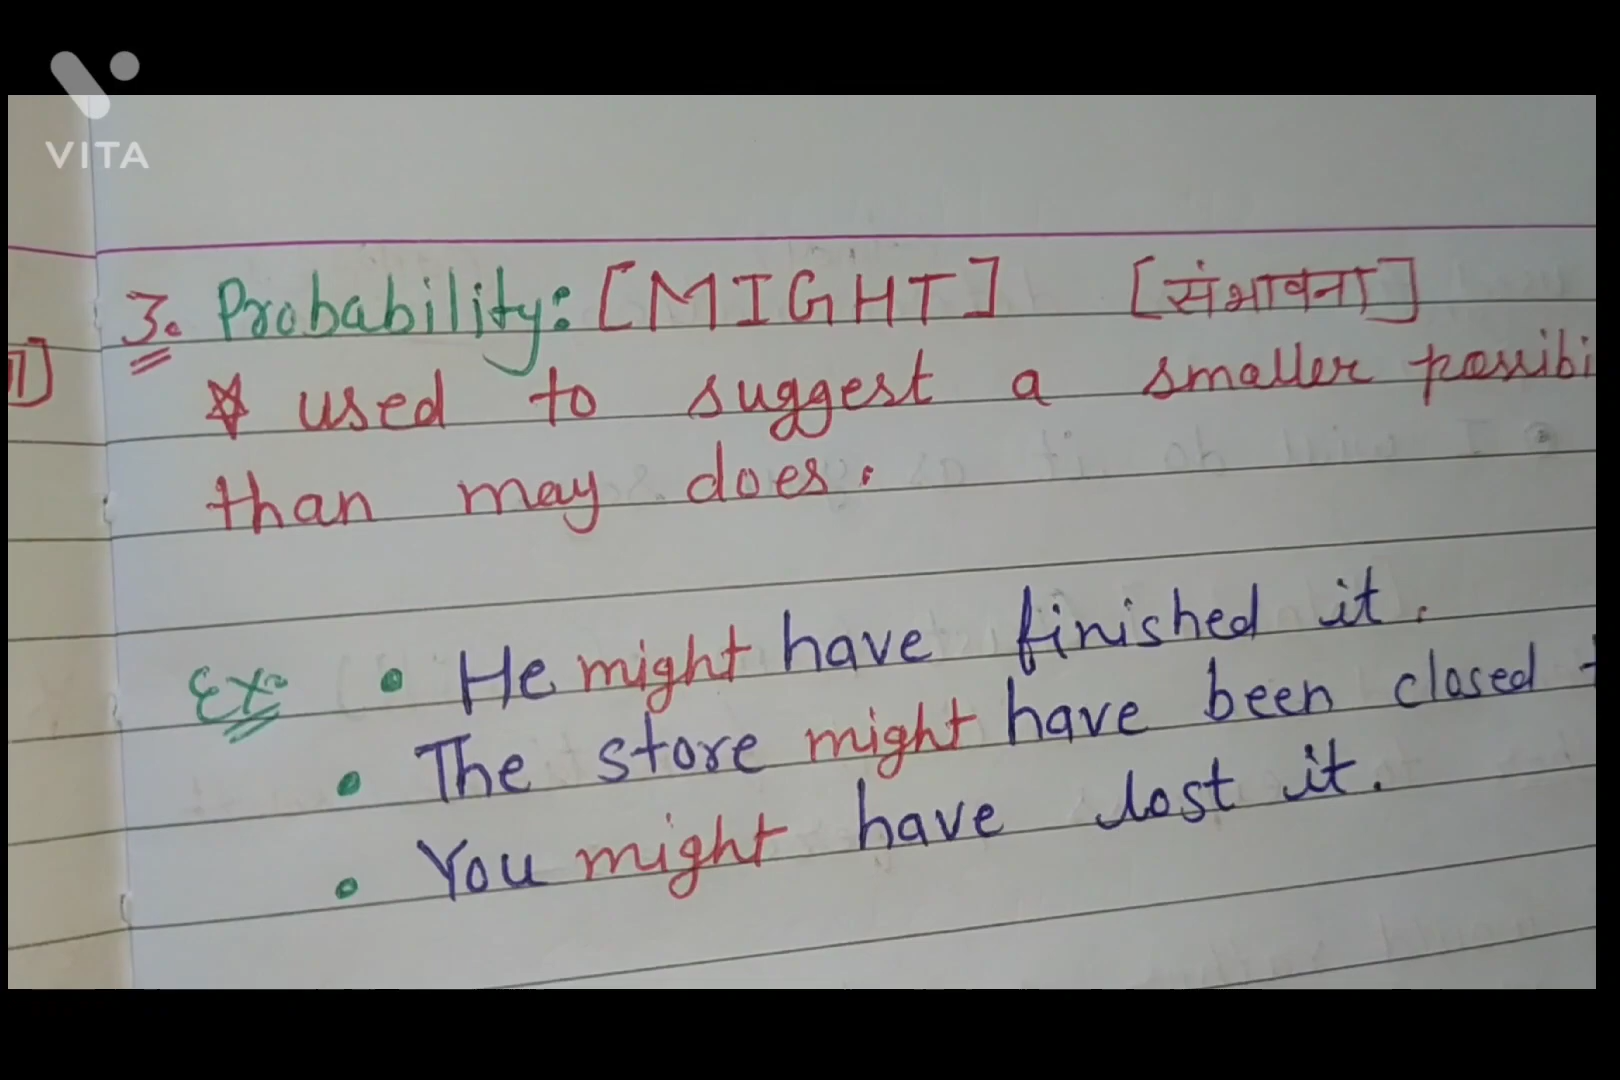 VITA
3. Probability: [MIGHT] [संभावना]
* used to suggest a smaller possibi
than may does.
Ex- • He might have finished it.
• The store might have been closed
• You might have lost it.